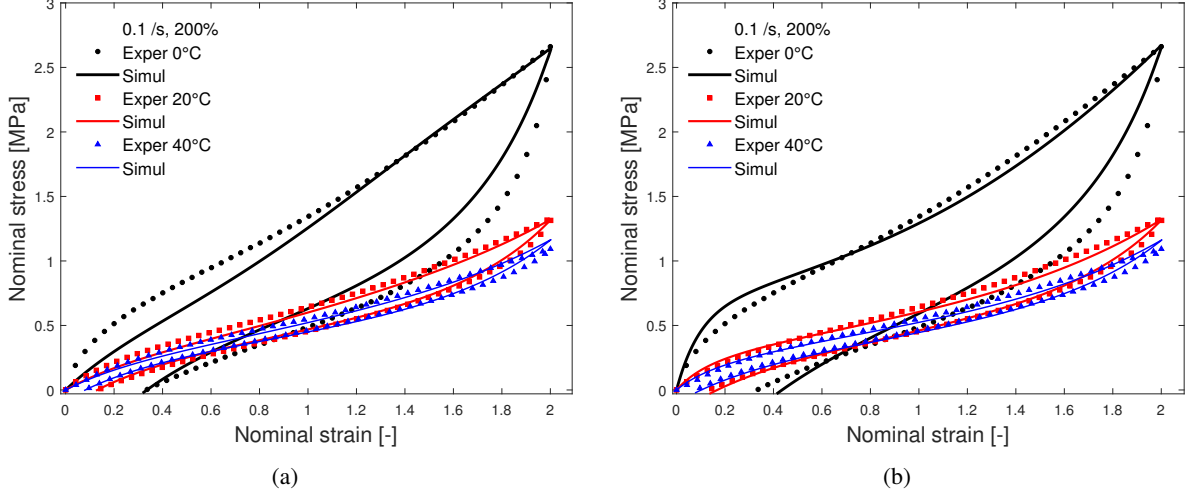 3
2.5
2
1.5
1
0.5
0
Nominal stress [MPa]
0.1 /s, 200%
Exper 0°C
Simul
Exper 20°C
Simul
Exper 40°C
Simul
0 0.2 0.4 0.6 0.8 1 1.2 1.4 1.6 1.8 2
Nominal strain [-]
(a)
3
2.5
2
1.5
1
0.5
0
Nominal stress [MPa]
0.1 /s, 200%
Exper 0°C
Simul
Exper 20°C
Simul
Exper 40°C
Simul
0 0.2 0.4 0.6 0.8 1 1.2 1.4 1.6 1.8 2
Nominal strain [-]
(b)